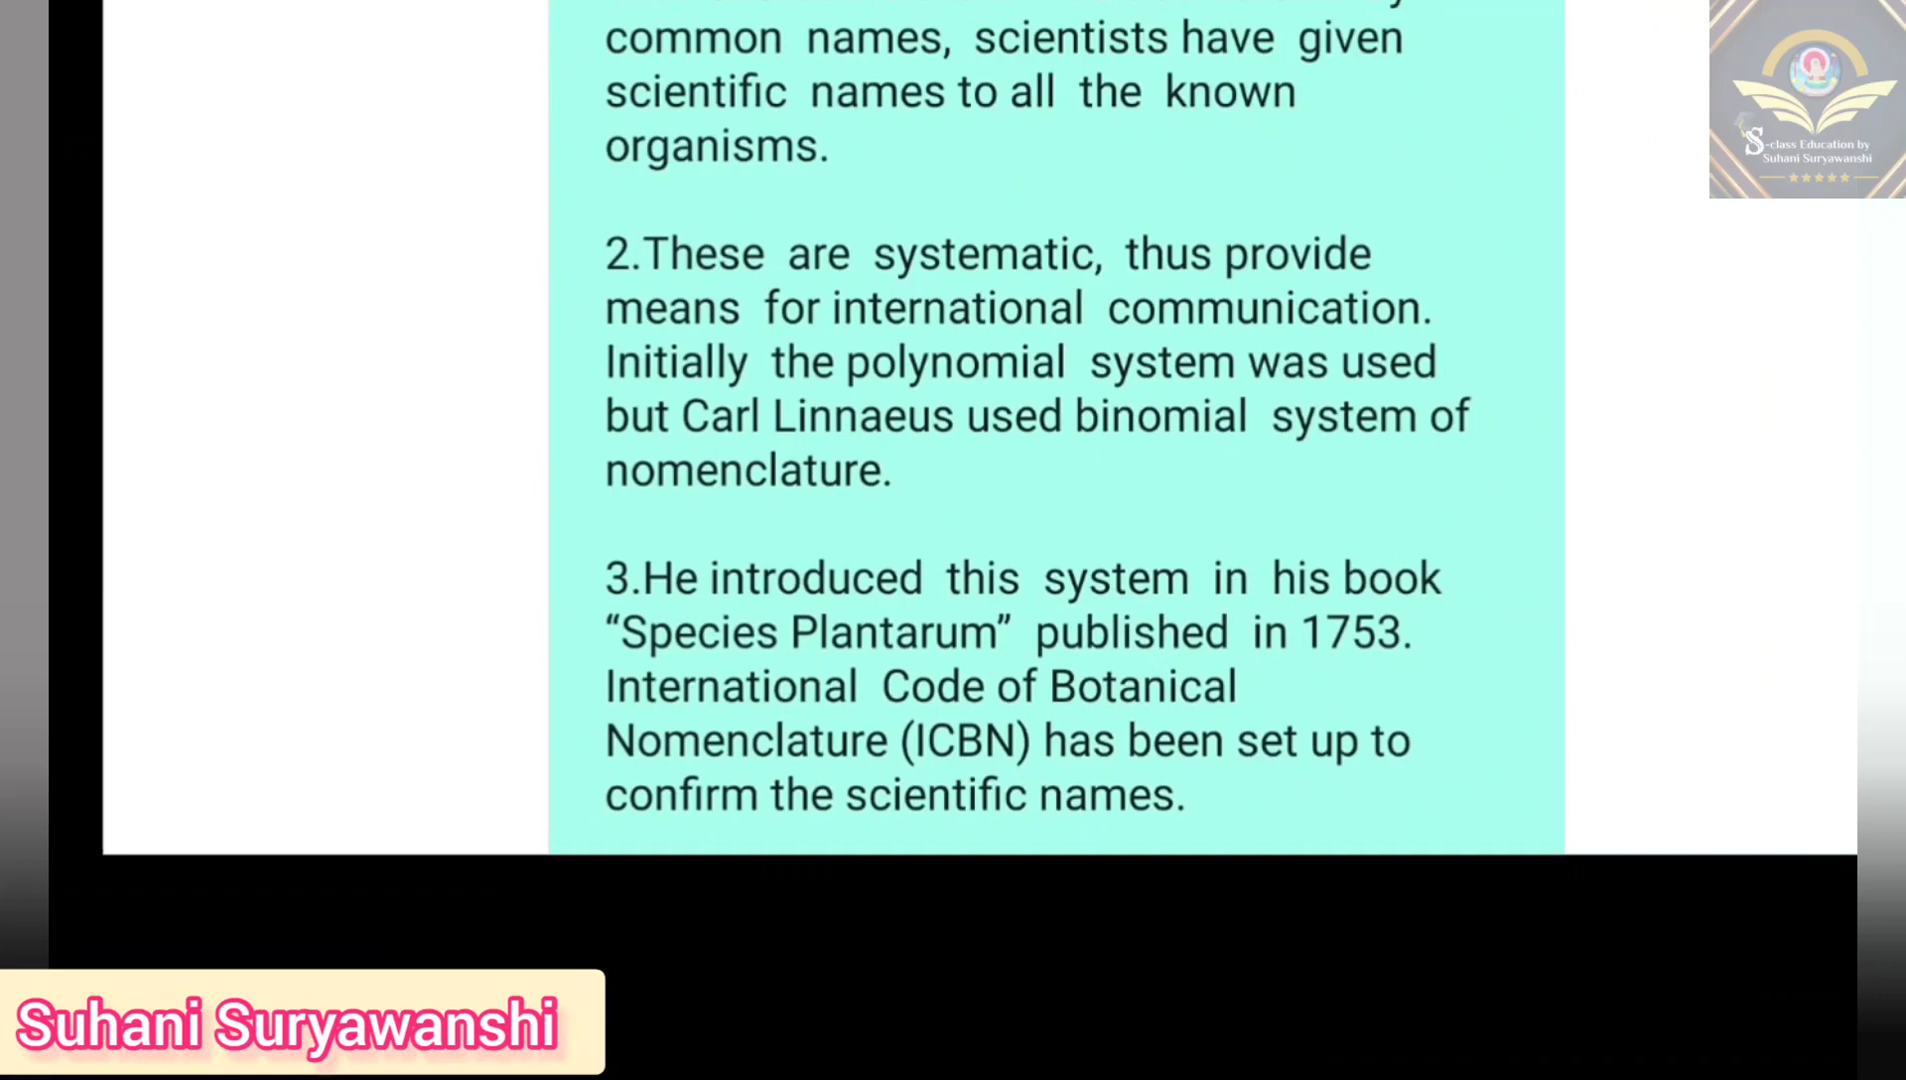 common names, scientists have given
scientific names to all the known
organisms.
2.These are systematic, thus provide
means for international communication.
Initially the polynomial system was used
but Carl Linnaeus used binomial system of
nomenclature.
3.He introduced this system in his book
“Species Plantarum” published in 1753.
International Code of Botanical
Nomenclature (ICBN) has been set up to
confirm the scientific names.
S-class Education by
Suhani Suryawanshi
Suhani Suryawanshi